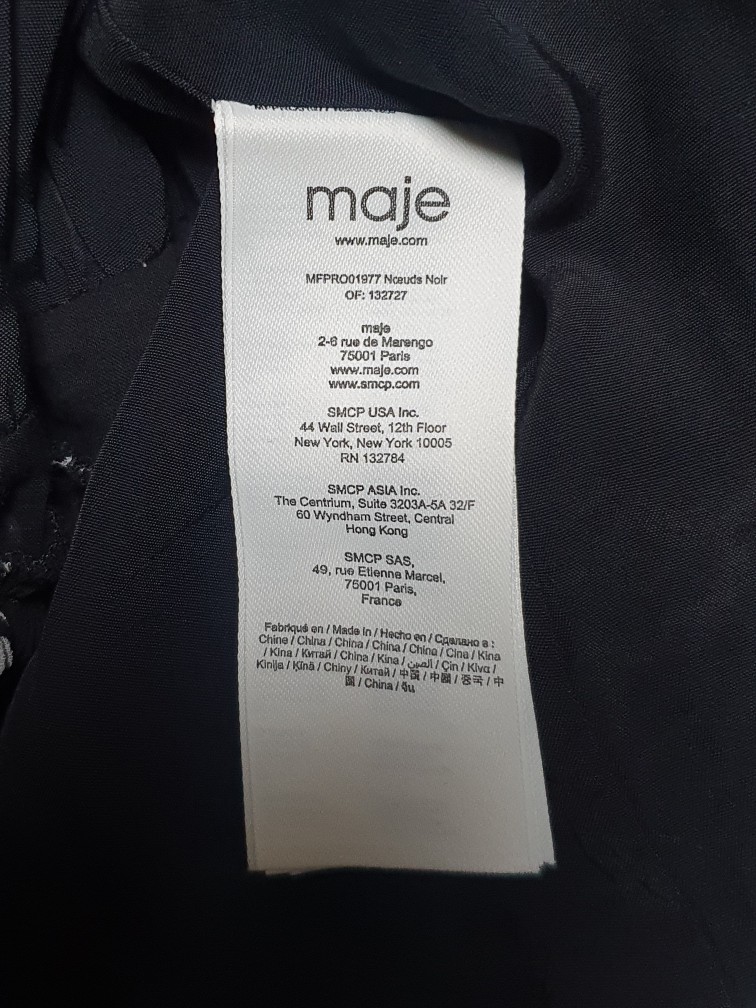 maje
www.maje.com
MFPRO01977 Nœuds Noir
OF: 132727
maje
2-6 rue de Marengo
75001 Paris
www.maje.com
www.smcp.com
SMCP USA Inc.
44 Wall Street, 12th Floor
New York, New York 10005
RN 132784
SMCP ASIA Inc.
The Centrium, Suite 3203A-5A 32/F
60 Wyndham Street, Central
Hong Kong
SMCP SAS,
49, rue Etienne Marcel,
75001 Paris,
France
Fabriqué en / Made In / Hecho en / Сделано в :
Chine / China / China / China / China / Cina / Kina
/ Kina / Китай / China / Kina / الصين / Çin / Κίνα /
Kinija / Ķīnā / Chiny / Китай / 中国 / 中國 / 중국 / 中
国 / China / จีน